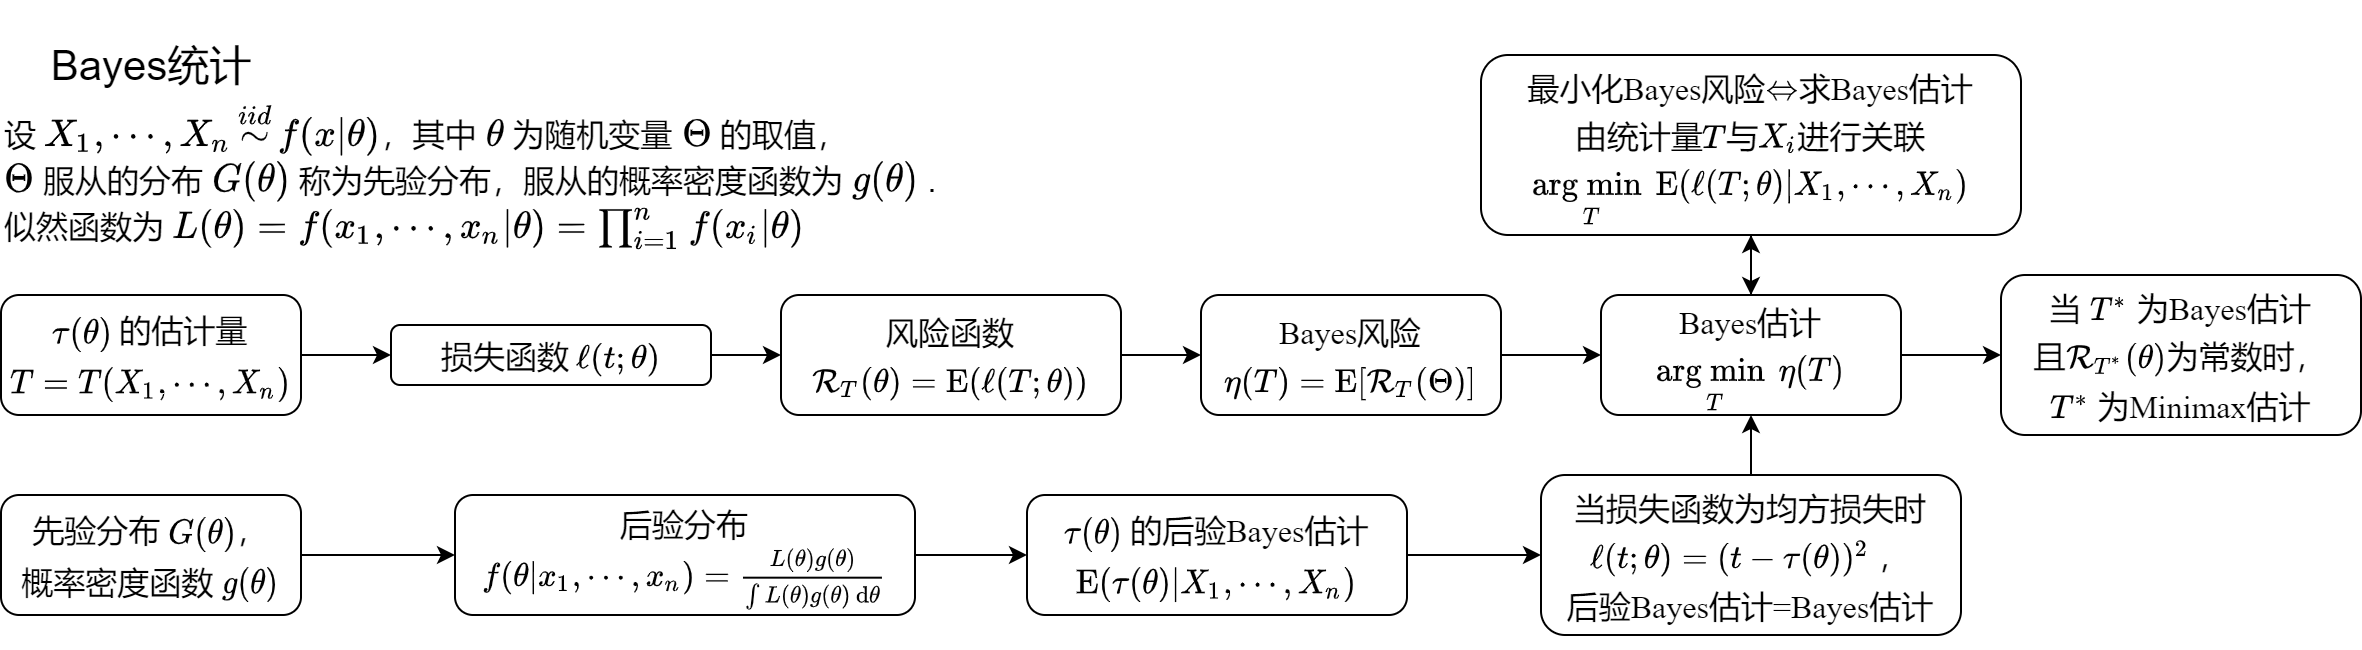 Bayes统计
设 $X_1, \cdots, X_n \overset{iid}{\sim} f(x|\theta)$，其中 $\theta$ 为随机变量 $\Theta$ 的取值，
$\Theta$ 服从的分布 $G(\theta)$ 称为先验分布，服从的概率密度函数为 $g(\theta)$ .
似然函数为 $L(\theta) = f(x_1, \cdots, x_n|\theta) = \prod_{i=1}^{n} f(x_i|\theta)$
最小化Bayes风险⇔求Bayes估计
由统计量$T$与$X_i$进行关联
$\underset{T}{\arg\min}\ \mathrm{E}(\ell(T;\theta)|X_1, \cdots, X_n)$
$\tau(\theta)$ 的估计量
$T = T(X_1, \cdots, X_n)$
损失函数 $\ell(t;\theta)$
风险函数
$\mathcal{R}_T(\theta) = \mathrm{E}(\ell(T;\theta))$
Bayes风险
$\eta(T) = \mathrm{E}[\mathcal{R}_T(\Theta)]$
Bayes估计
$\underset{T}{\arg\min}\ \eta(T)$
当 $T^*$ 为Bayes估计
且$\mathcal{R}_{T^*}(\theta)$为常数时，
$T^*$ 为Minimax估计
先验分布 $G(\theta)$，
概率密度函数 $g(\theta)$
后验分布
$f(\theta|x_1, \cdots, x_n) = \frac{L(\theta)g(\theta)}{\int L(\theta)g(\theta)\,\mathrm{d}\theta}$
$\tau(\theta)$ 的后验Bayes估计
$\mathrm{E}(\tau(\theta)|X_1, \cdots, X_n)$
当损失函数为均方损失时
$\ell(t;\theta) = (t - \tau(\theta))^2$ ，
后验Bayes估计=Bayes估计